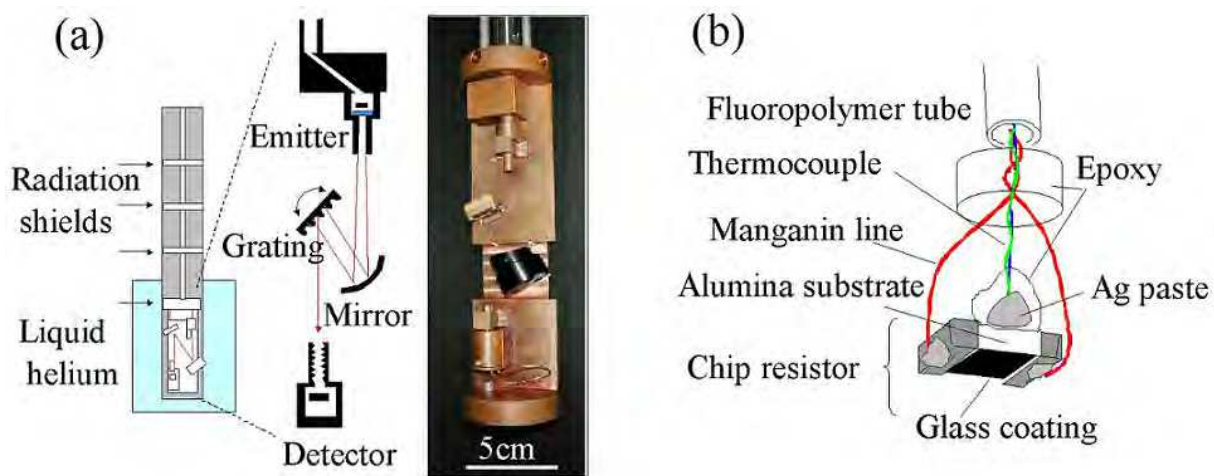 (a)
Emitter
Radiation
shields
Grating
Mirror
Liquid
helium
Detector
5cm
(b)
Fluoropolymer tube
Thermocouple
Epoxy
Manganin line
Alumina substrate
Ag paste
Chip resistor
Glass coating